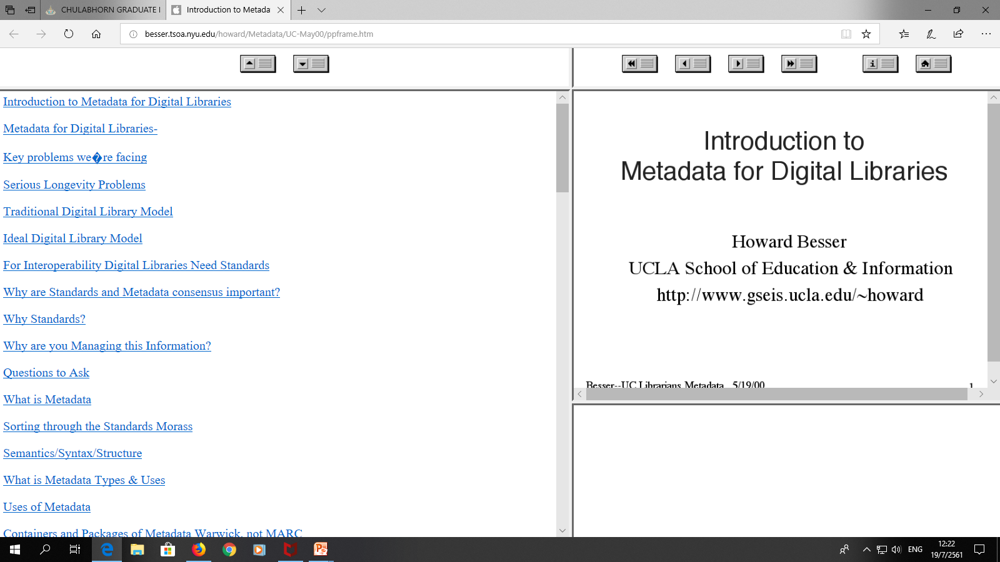 CHULABHORN GRADUATE I
Introduction to Metada
besser.tsoa.nyu.edu/howard/Metadata/UC-May00/ppframe.htm
Introduction to Metadata for Digital Libraries
Metadata for Digital Libraries-
Key problems we�re facing
Serious Longevity Problems
Traditional Digital Library Model
Ideal Digital Library Model
For Interoperability Digital Libraries Need Standards
Why are Standards and Metadata consensus important?
Why Standards?
Why are you Managing this Information?
Questions to Ask
What is Metadata
Sorting through the Standards Morass
Semantics/Syntax/Structure
What is Metadata Types & Uses
Uses of Metadata
Containers and Packages of Metadata Warwick, not MARC
Introduction to
Metadata for Digital Libraries
Howard Besser
UCLA School of Education & Information
http://www.gseis.ucla.edu/~howard
Besser--UC Librarians Metadata 5/19/00 1
ENG
12:22
19/7/2561